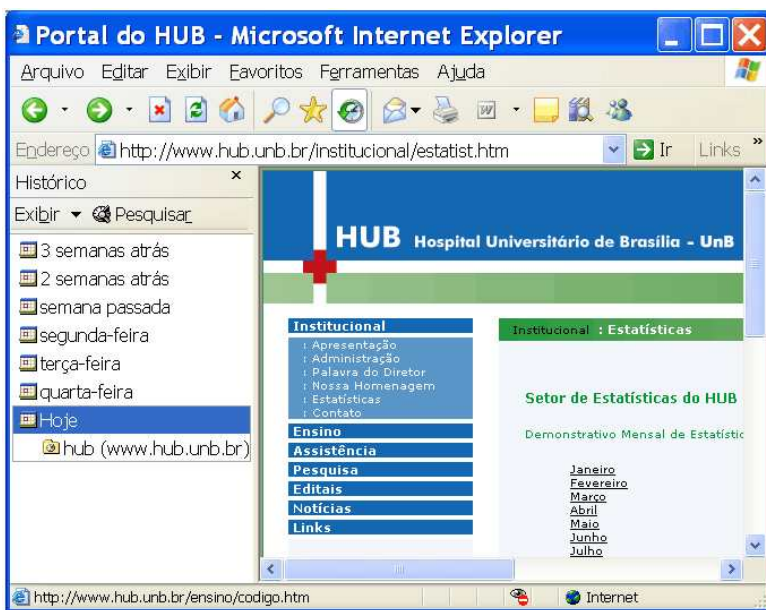 Portal do HUB - Microsoft Internet Explorer
Arquivo Editar Exibir Favoritos Ferramentas Ajuda
Endereço http://www.hub.unb.br/institucional/estatist.htm Ir Links »
Histórico x
Exibir Pesquisar
3 semanas atrás
2 semanas atrás
semana passada
segunda-feira
terça-feira
quarta-feira
Hoje
hub (www.hub.unb.br)
HUB Hospital Universitário de Brasília - UnB
Institucional
: Apresentação
: Administração
: Palavra do Diretor
: Nossa Homenagem
: Estatísticas
: Contato
Ensino
Assistência
Pesquisa
Editais
Notícias
Links
Institucional : Estatísticas
Setor de Estatísticas do HUB
Demonstrativo Mensal de Estatístic
Janeiro
Fevereiro
Março
Abril
Maio
Junho
Julho
http://www.hub.unb.br/ensino/codigo.htm Internet